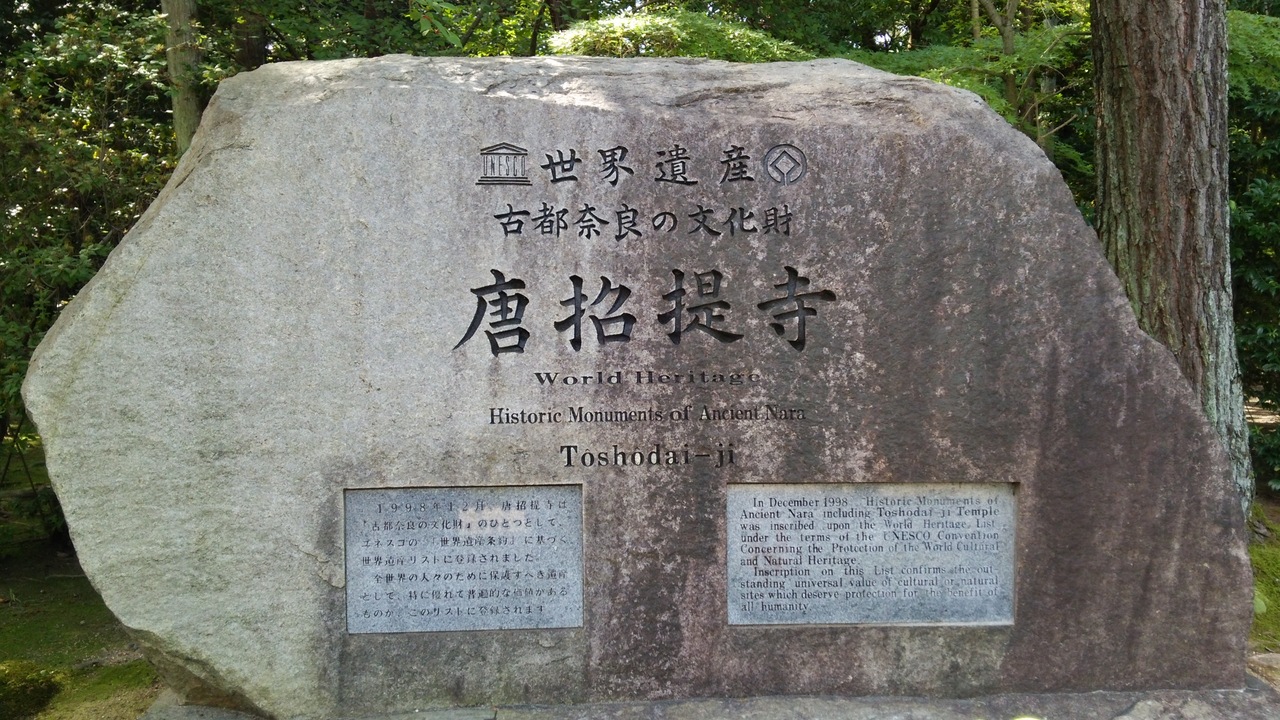 UNESCO 世界遺産
古都奈良の文化財
唐招提寺
World Heritage
Historic Monuments of Ancient Nara
Tōshōdai-ji
1998年12月、唐招提寺は
『古都奈良の文化財』のひとつとして、
ユネスコの「世界遺産条約」に基づく
世界遺産リストに登録されました。
全世界の人々のために保護すべき遺産
として、特に優れて普遍的な価値がある
ものが、このリストに登録されます
In December 1998, "Historic Monuments of
Ancient Nara including Toshodai-ji Temple
was inscribed upon the World Heritage List
under the terms of the UNESCO Convention
Concerning the Protection of the World Cultural
and Natural Heritage.
Inscription on this List confirms the out-
standing universal value of cultural or natural
sites which deserve protection for the benefit of
all humanity.